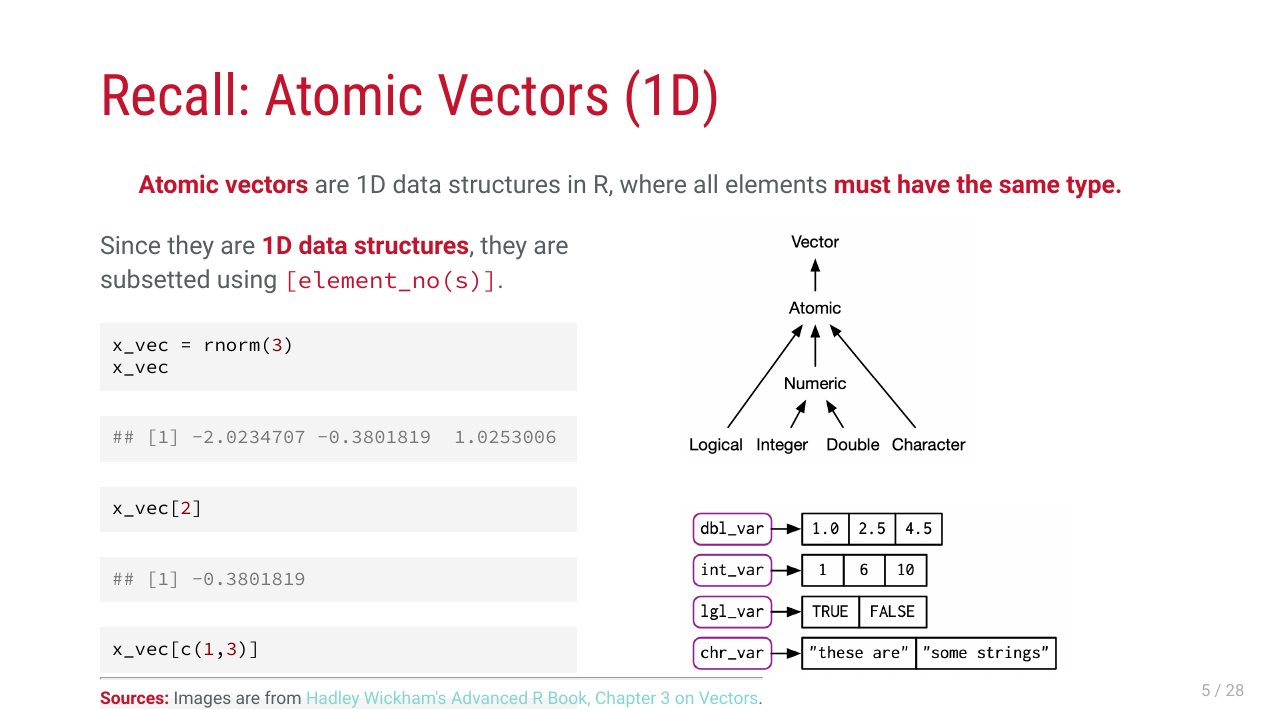 Recall: Atomic Vectors (1D)
Atomic vectors are 1D data structures in R, where all elements must have the same type.
Since they are 1D data structures, they are
subsetted using [element_no(s)].
x_vec = rnorm(3)
x_vec
## [1] -2.0234707 -0.3801819  1.0253006
x_vec[2]
## [1] -0.3801819
x_vec[c(1,3)]
Vector
Atomic
Numeric
Logical Integer Double Character
dbl_var 1.0 2.5 4.5
int_var 1 6 10
lgl_var TRUE FALSE
chr_var "these are" "some strings"
Sources: Images are from Hadley Wickham's Advanced R Book, Chapter 3 on Vectors.
5 / 28